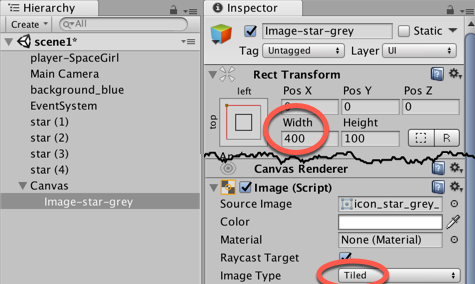 Hierarchy
Create
All
scene1*
player-SpaceGirl
Main Camera
background_blue
EventSystem
star (1)
star (2)
star (3)
star (4)
Canvas
Image-star-grey
Inspector
Image-star-grey
Static
Tag Untagged Layer UI
Rect Transform
left
top
Pos X Pos Y Pos Z
0 0
Width Height
400 100
R
Canvas Renderer
Image (Script)
Source Image icon_star_grey_
Color
Material None (Material)
Raycast Target
Image Type Tiled